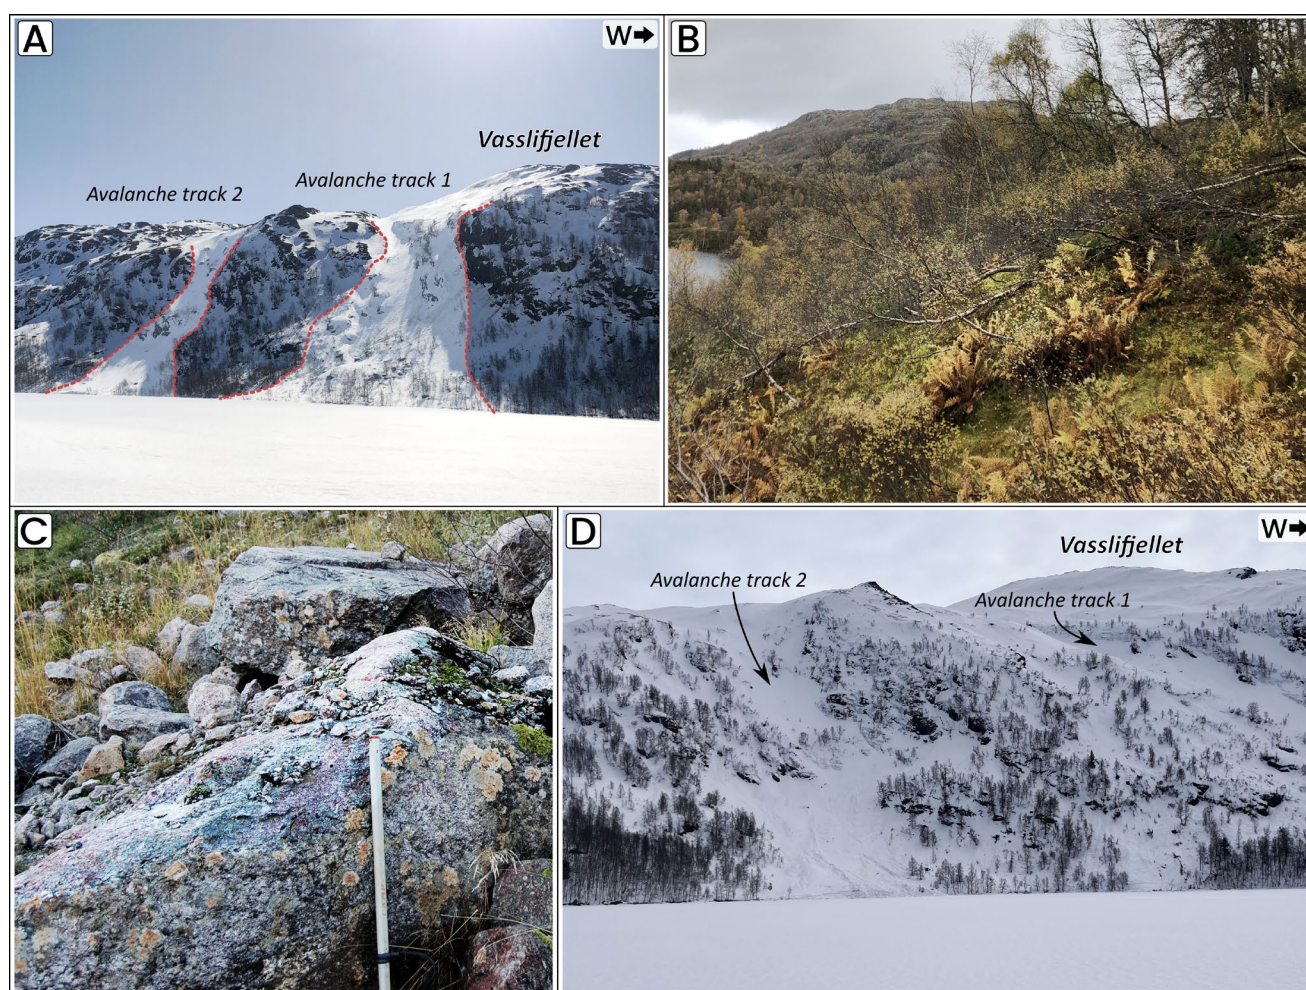 A
W➡
Vasslifjellet
Avalanche track 1
Avalanche track 2
B
C
D
W➡
Vasslifjellet
Avalanche track 2
Avalanche track 1